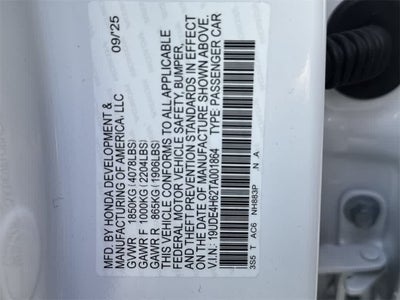 MFD. BY HONDA DEVELOPMENT &
MANUFACTURING OF AMERICA, LLC
09/'25
GVWR 1850KG (4078LBS)
GAWR F 1000KG (2204LBS)
GAWR R 865KG (1906LBS)
THIS VEHICLE CONFORMS TO ALL APPLICABLE
FEDERAL MOTOR VEHICLE SAFETY, BUMPER,
AND THEFT PREVENTION STANDARDS IN EFFECT
ON THE DATE OF MANUFACTURE SHOWN ABOVE.
V.I.N.: 19UDE4H627A001864 TYPE: PASSENGER CAR
3S5 T AC6 NH883P N A